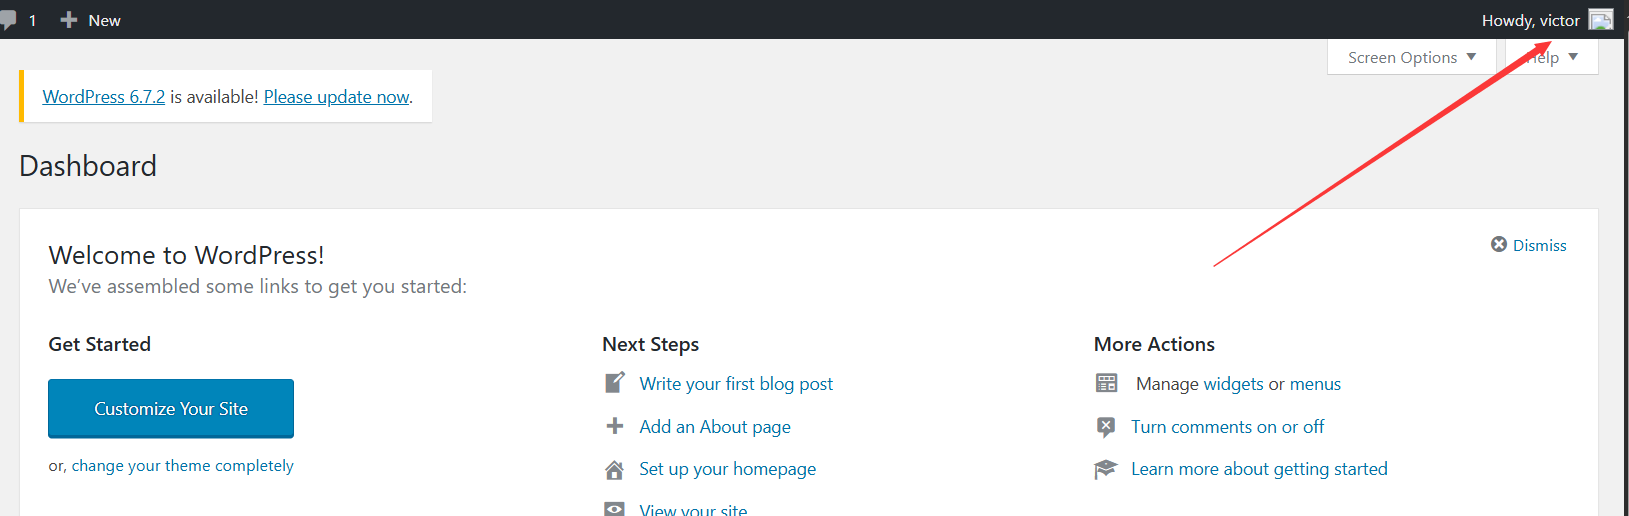 1 New Howdy, victor
Screen Options Help
WordPress 6.7.2 is available! Please update now.
Dashboard
Welcome to WordPress!
Dismiss
We’ve assembled some links to get you started:
Get Started
Customize Your Site
or, change your theme completely
Next Steps
Write your first blog post
Add an About page
Set up your homepage
View your site
More Actions
Manage widgets or menus
Turn comments on or off
Learn more about getting started